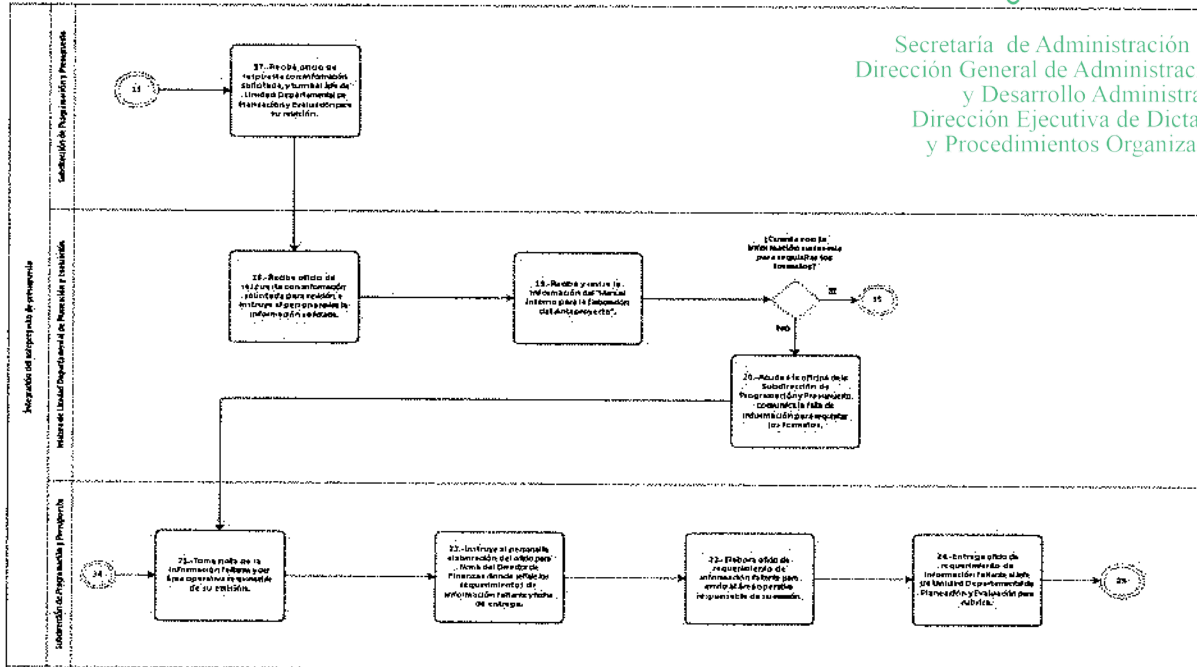 Secretaría de Administración
Dirección General de Administrac
y Desarrollo Administra
Dirección Ejecutiva de Dicta
y Procedimientos Organiza
Integración del anteproyecto de presupuesto
Subdirección de Programación y Presupuesto
17.-Recibe oficio de
respuesta con información
solicitada, y turna al Jefe de
Unidad Departamental de
Planeación y Evaluación para
su revisión.
Jefatura de Unidad Departamental de Planeación y Evaluación
18.-Recibe oficio de
respuesta con información
solicitada para revisión e
instruye al personal
información solicitada.
19.-Recibe y revisa la
información del "Manual
Interno para la Elaboración
del Anteproyecto".
¿Cuenta con la
información necesaria
para requisitar los
formatos?
SI
15
NO
20.-Acude a la oficina de la
Subdirección de
Programación y Presupuesto,
comunica la falta de
información para requisitar
los formatos.
Subdirección de Programación y Presupuesto
21.-Toma nota de la
información faltante y del
área operativa responsable
de su emisión.
22.-Instruye al personal la
elaboración del oficio para
firma del Director de
Finanzas donde señale los
requerimientos de
información faltante y fecha
de entrega.
23.-Elabora oficio de
requerimiento de
información faltante para
envío al área operativa
responsable de su emisión.
24.-Entrega oficio de
requerimiento de
información faltante al Jefe
de Unidad Departamental de
Planeación y Evaluación para
rúbrica.